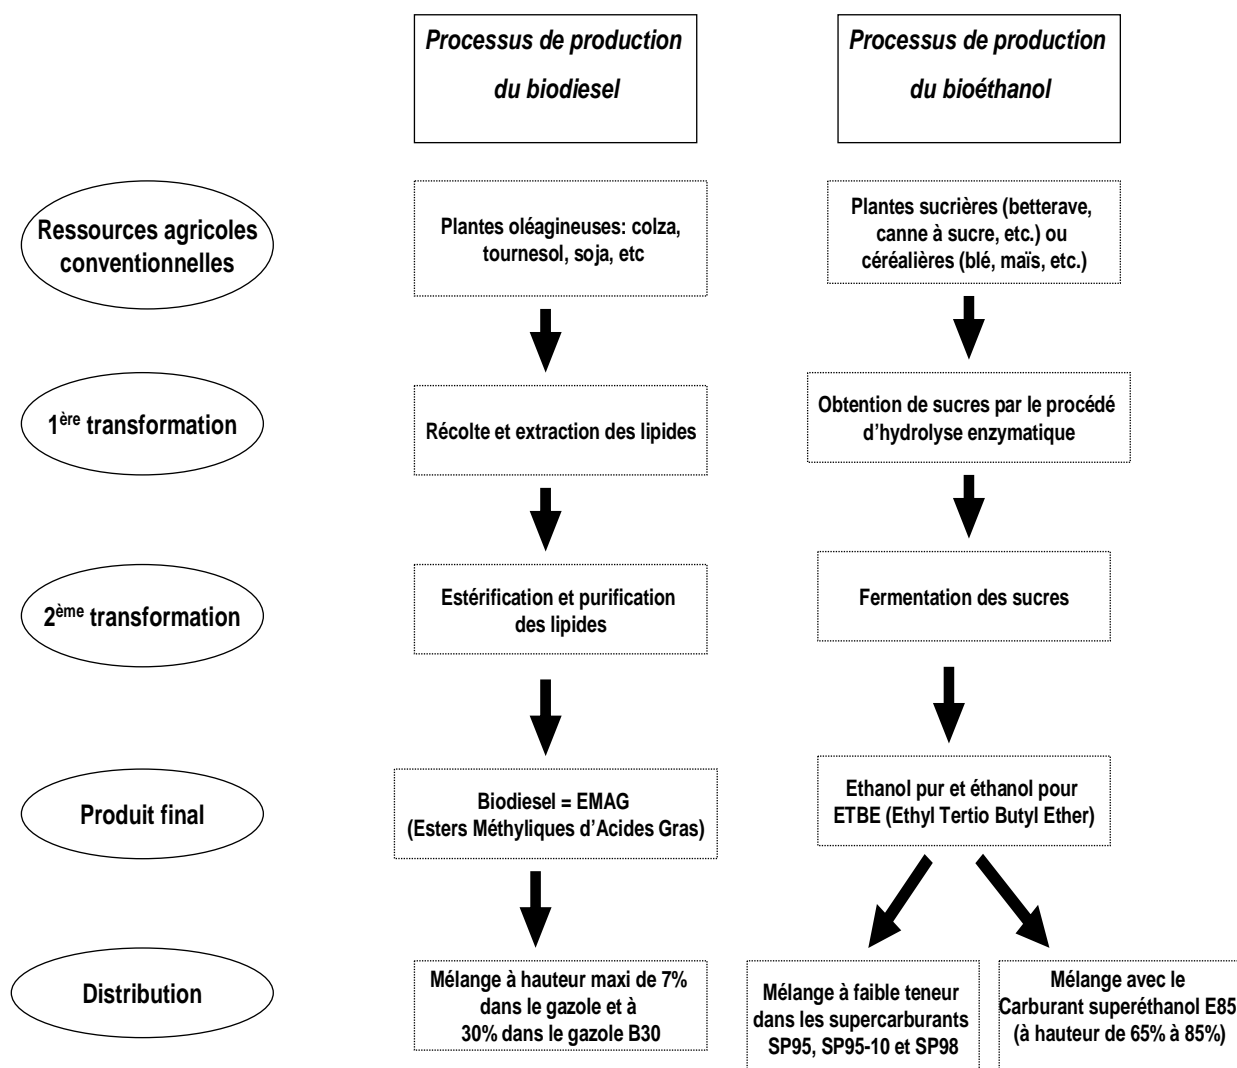 Processus de production
du biodiesel
Processus de production
du bioéthanol
Ressources agricoles
conventionnelles
Plantes oléagineuses: colza,
tournesol, soja, etc
Plantes sucrières (betterave,
canne à sucre, etc.) ou
céréalières (blé, maïs, etc.)
1ère transformation
Récolte et extraction des lipides
Obtention de sucres par le procédé
d’hydrolyse enzymatique
2ème transformation
Estérification et purification
des lipides
Fermentation des sucres
Produit final
Biodiesel = EMAG
(Esters Méthyliques d’Acides Gras)
Ethanol pur et éthanol pour
ETBE (Ethyl Tertio Butyl Ether)
Distribution
Mélange à hauteur maxi de 7%
dans le gazole et à
30% dans le gazole B30
Mélange à faible teneur
dans les supercarburants
SP95, SP95-10 et SP98
Mélange avec le
Carburant superéthanol E85
(à hauteur de 65% à 85%)